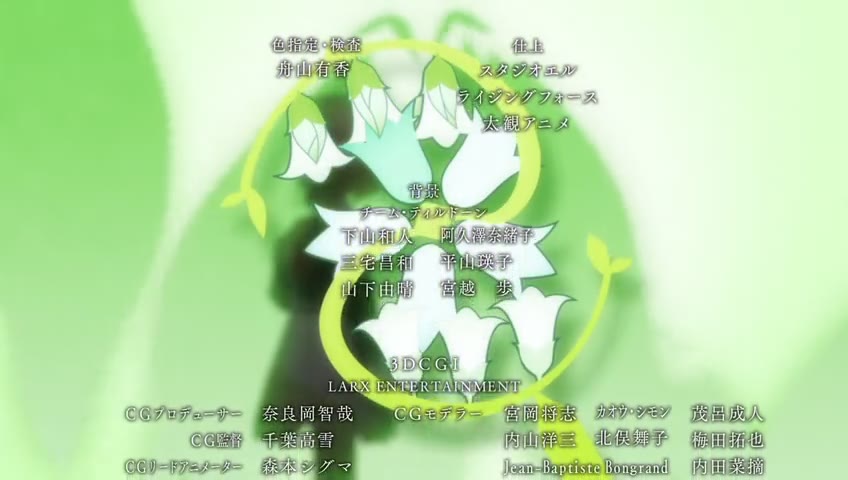 色指定・検査
舟山有香
仕上
スタジオエル
ライジングフォース
太観アニメ
背景
チーム・ティルドーン
下山和人 阿久澤奈緒子
三宅昌和 平山瑛子
山下由晴 宮越 歩
3DCGI
LARX ENTERTAINMENT
CGプロデューサー 奈良岡智哉 CGモデラー 宮岡将志 カオウ・シモン 茂呂成人
CG監督 千葉高雪 内山洋三 北俣舞子 梅田拓也
CGリードアニメーター 森本シグマ Jean-Baptiste Bongrand 内田菜摘